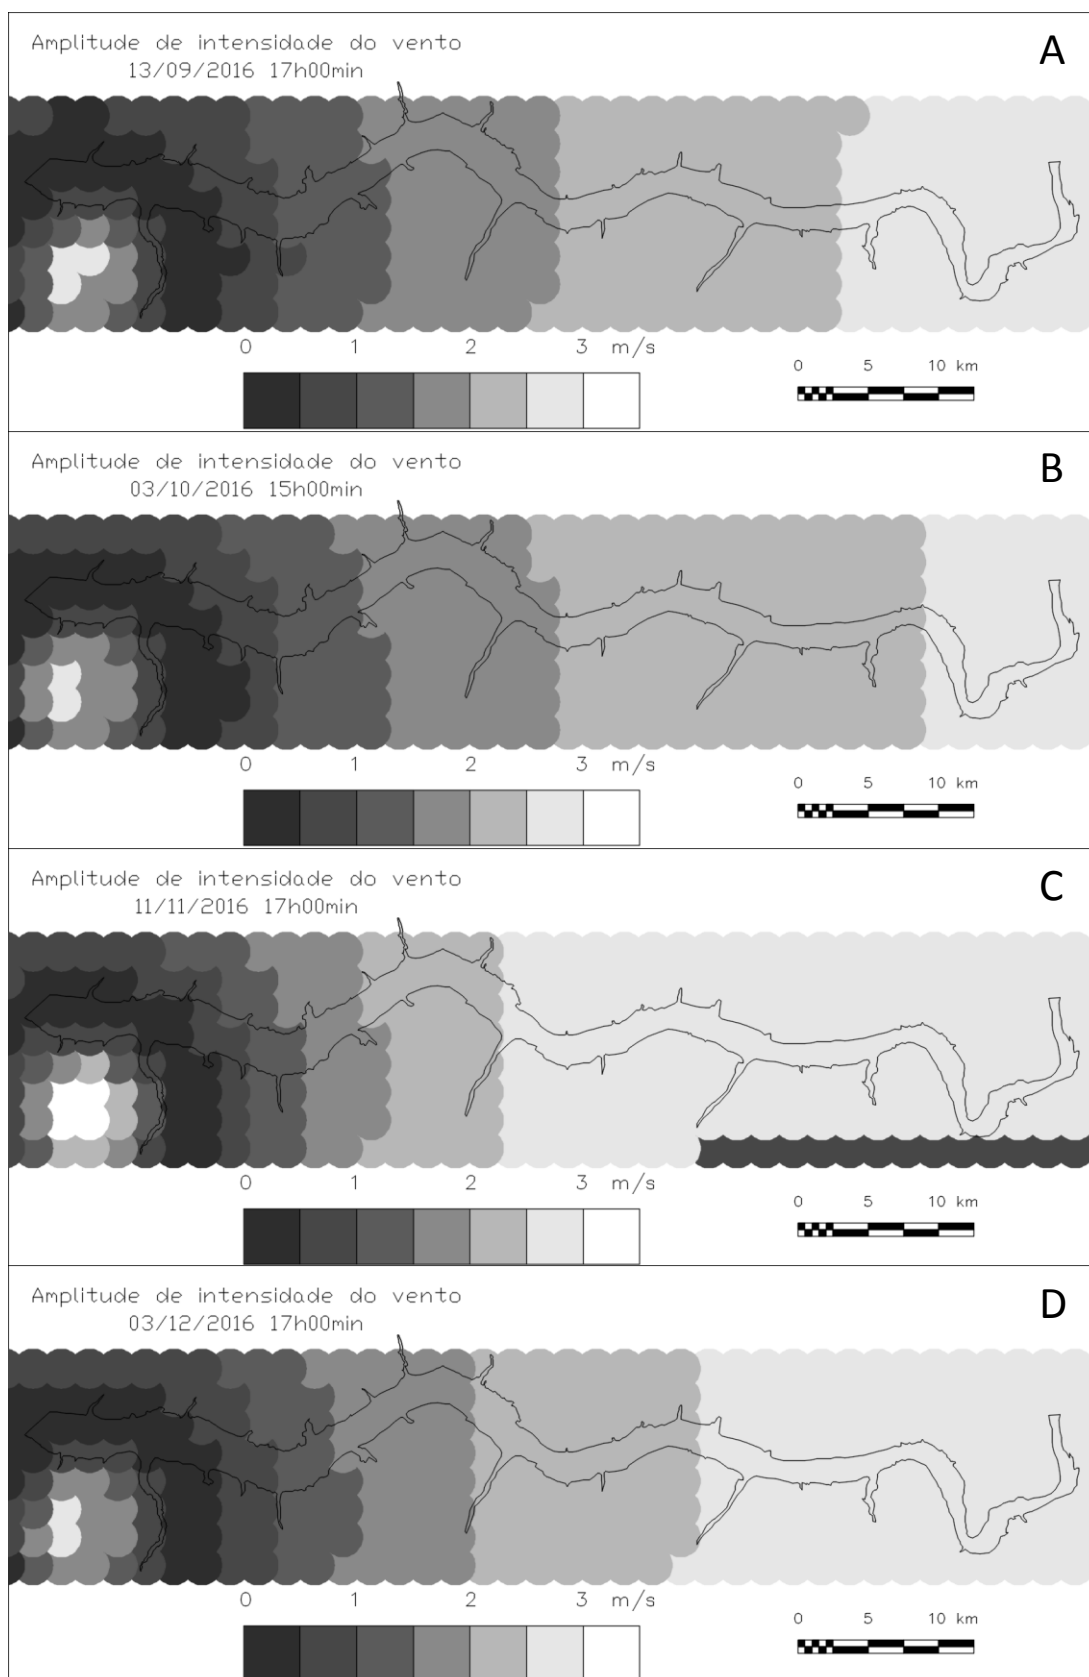 Amplitude de intensidade do vento
A
13/09/2016 17h00min
0 1 2 3 m/s
0 5 10 km
Amplitude de intensidade do vento
B
03/10/2016 15h00min
0 1 2 3 m/s
0 5 10 km
Amplitude de intensidade do vento
C
11/11/2016 17h00min
0 1 2 3 m/s
0 5 10 km
Amplitude de intensidade do vento
D
03/12/2016 17h00min
0 1 2 3 m/s
0 5 10 km